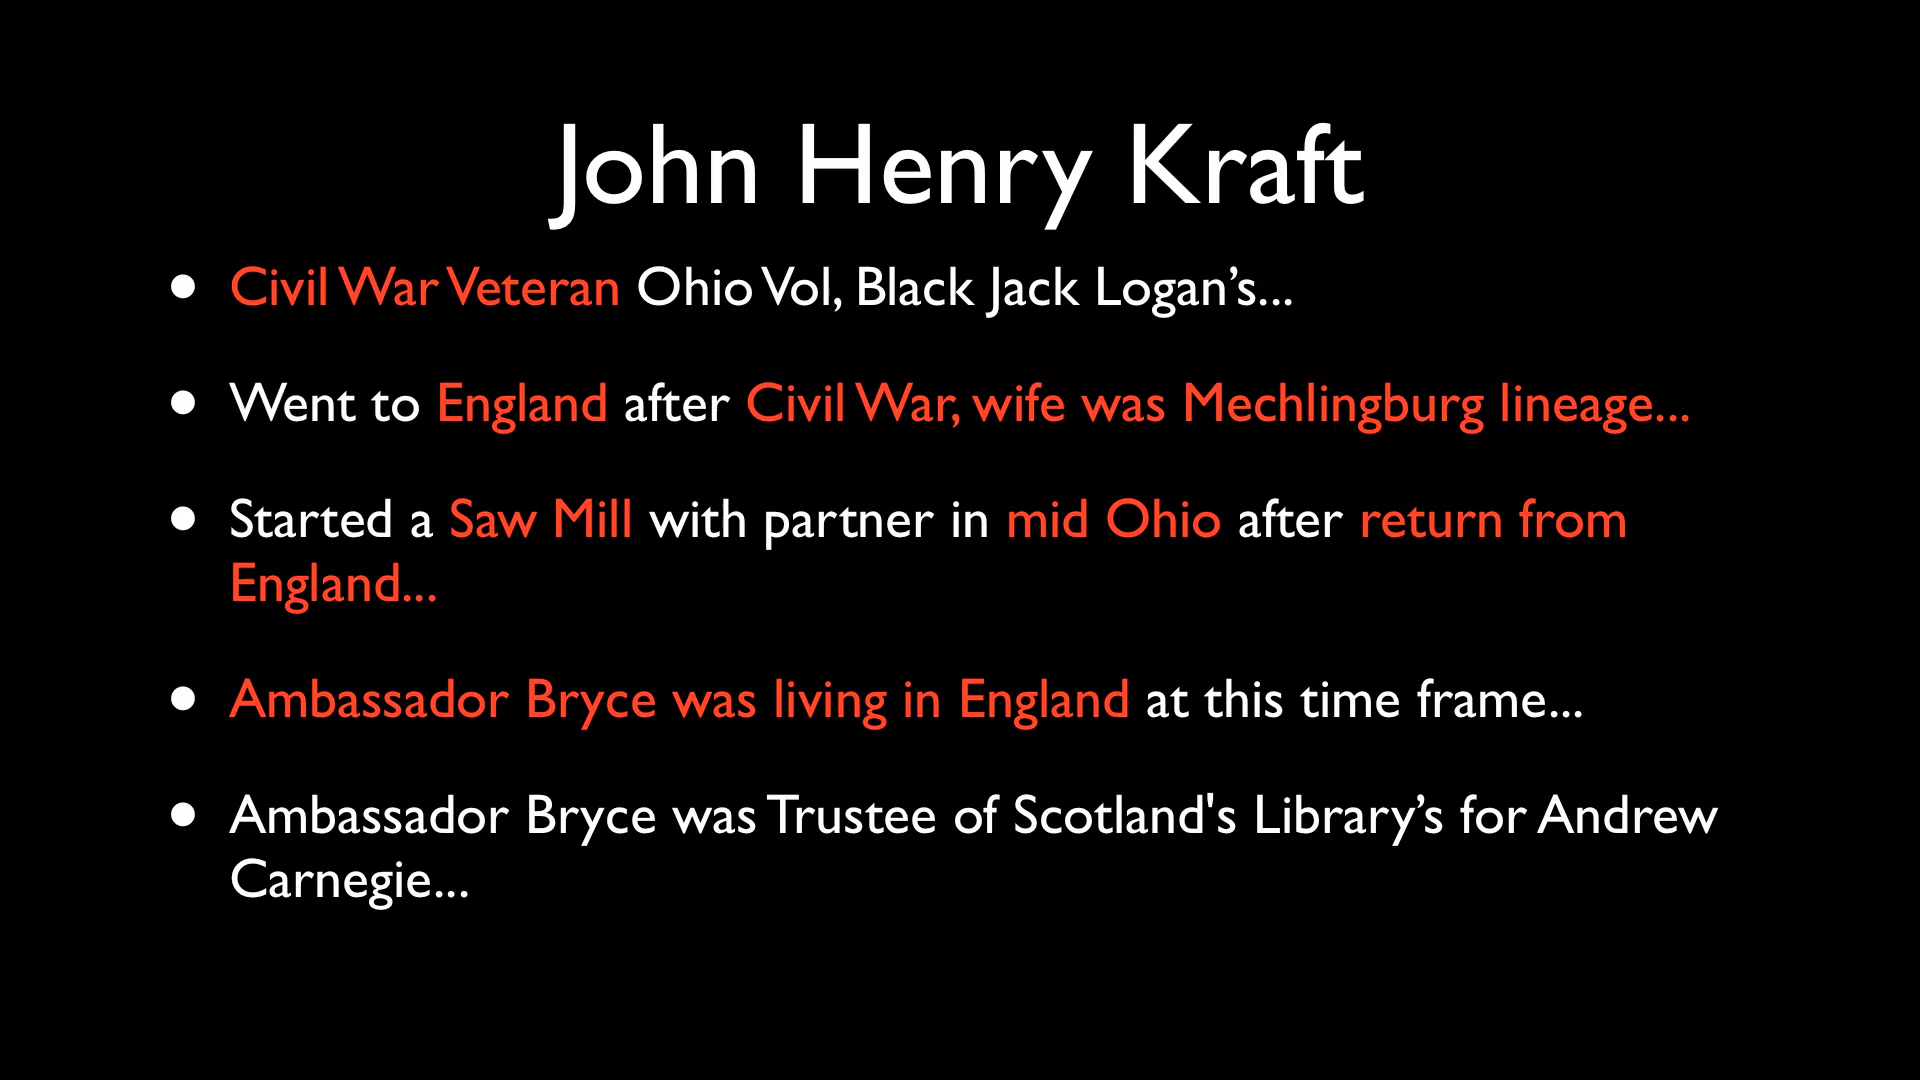 John Henry Kraft
• Civil War Veteran Ohio Vol, Black Jack Logan’s...
• Went to England after Civil War, wife was Mechlingburg lineage...
• Started a Saw Mill with partner in mid Ohio after return from
England...
• Ambassador Bryce was living in England at this time frame...
• Ambassador Bryce was Trustee of Scotland's Library’s for Andrew
Carnegie...